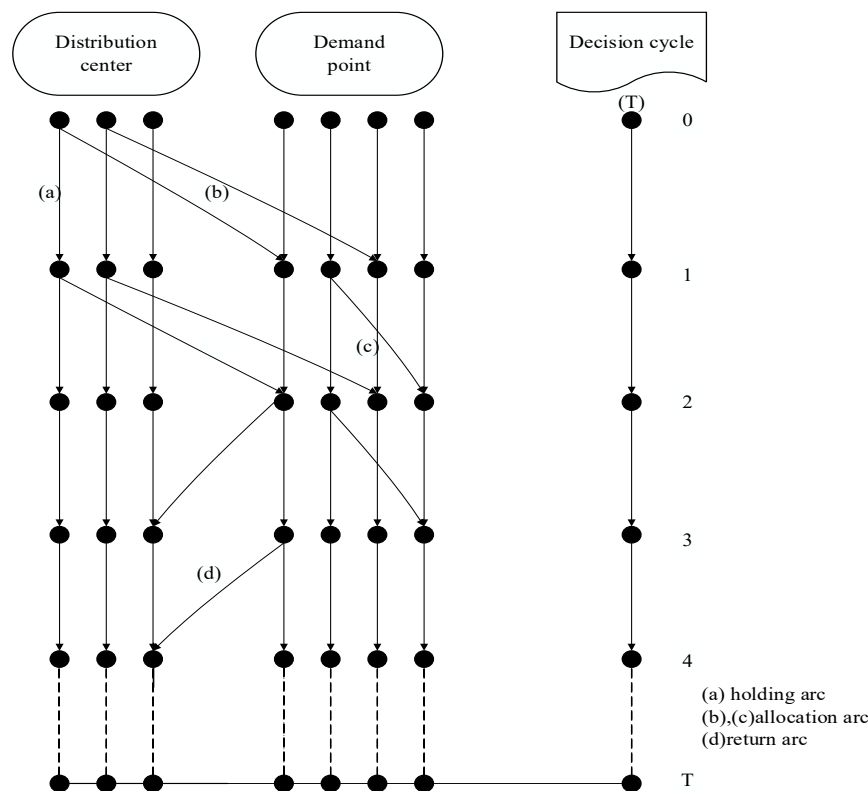 Distribution
center
Demand
point
Decision cycle
(T)
0
(a)
(b)
1
(c)
2
3
(d)
4
(a) holding arc
(b),(c)allocation arc
(d)return arc
T